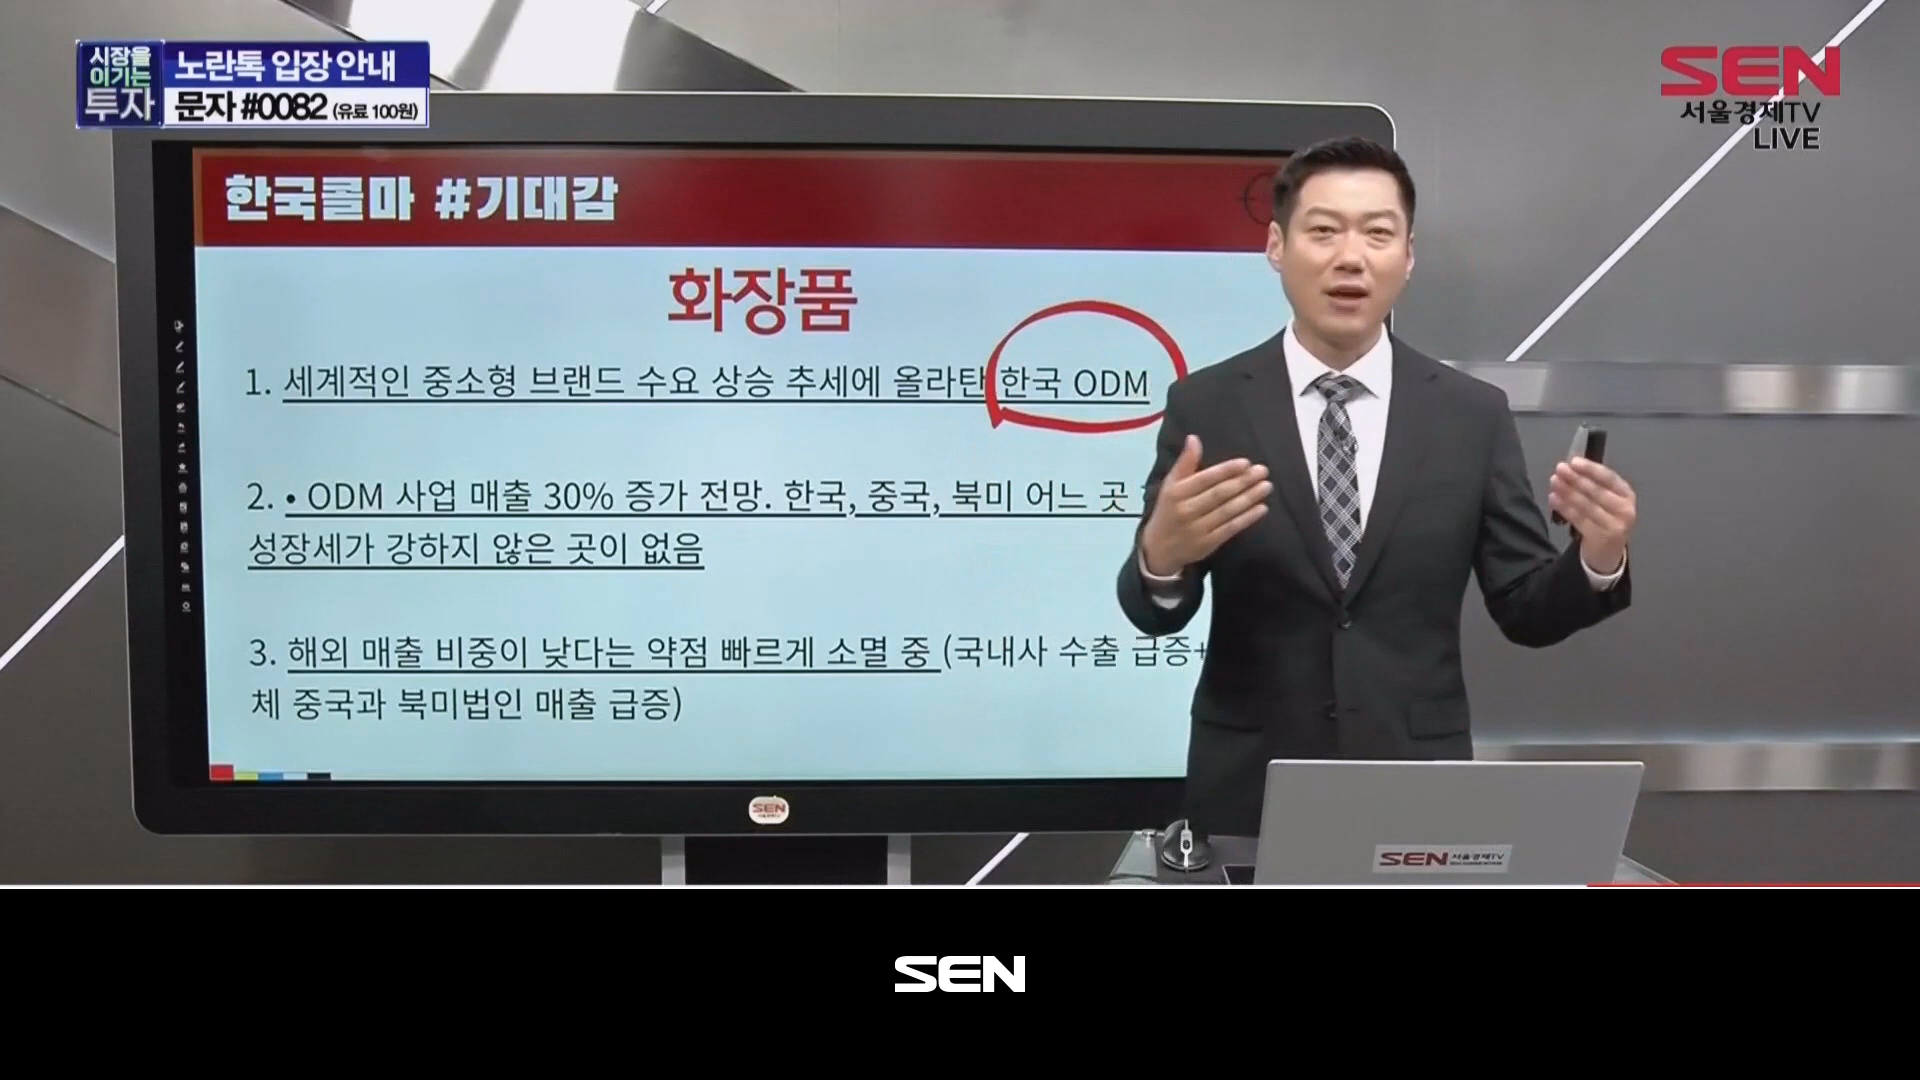 시장을
이기는
투자
노란톡 입장 안내
문자 #0082 (유료 100원)
SEN
서울경제TV
LIVE
한국콜마 #기대감
화장품
1. 세계적인 중소형 브랜드 수요 상승 추세에 올라탄 한국 ODM
2. • ODM 사업 매출 30% 증가 전망. 한국, 중국, 북미 어느 곳
성장세가 강하지 않은 곳이 없음
3. 해외 매출 비중이 낮다는 약점 빠르게 소멸 중 (국내사 수출 급증+
체 중국과 북미법인 매출 급증)
SEN
SEN 서울경제TV
SEN